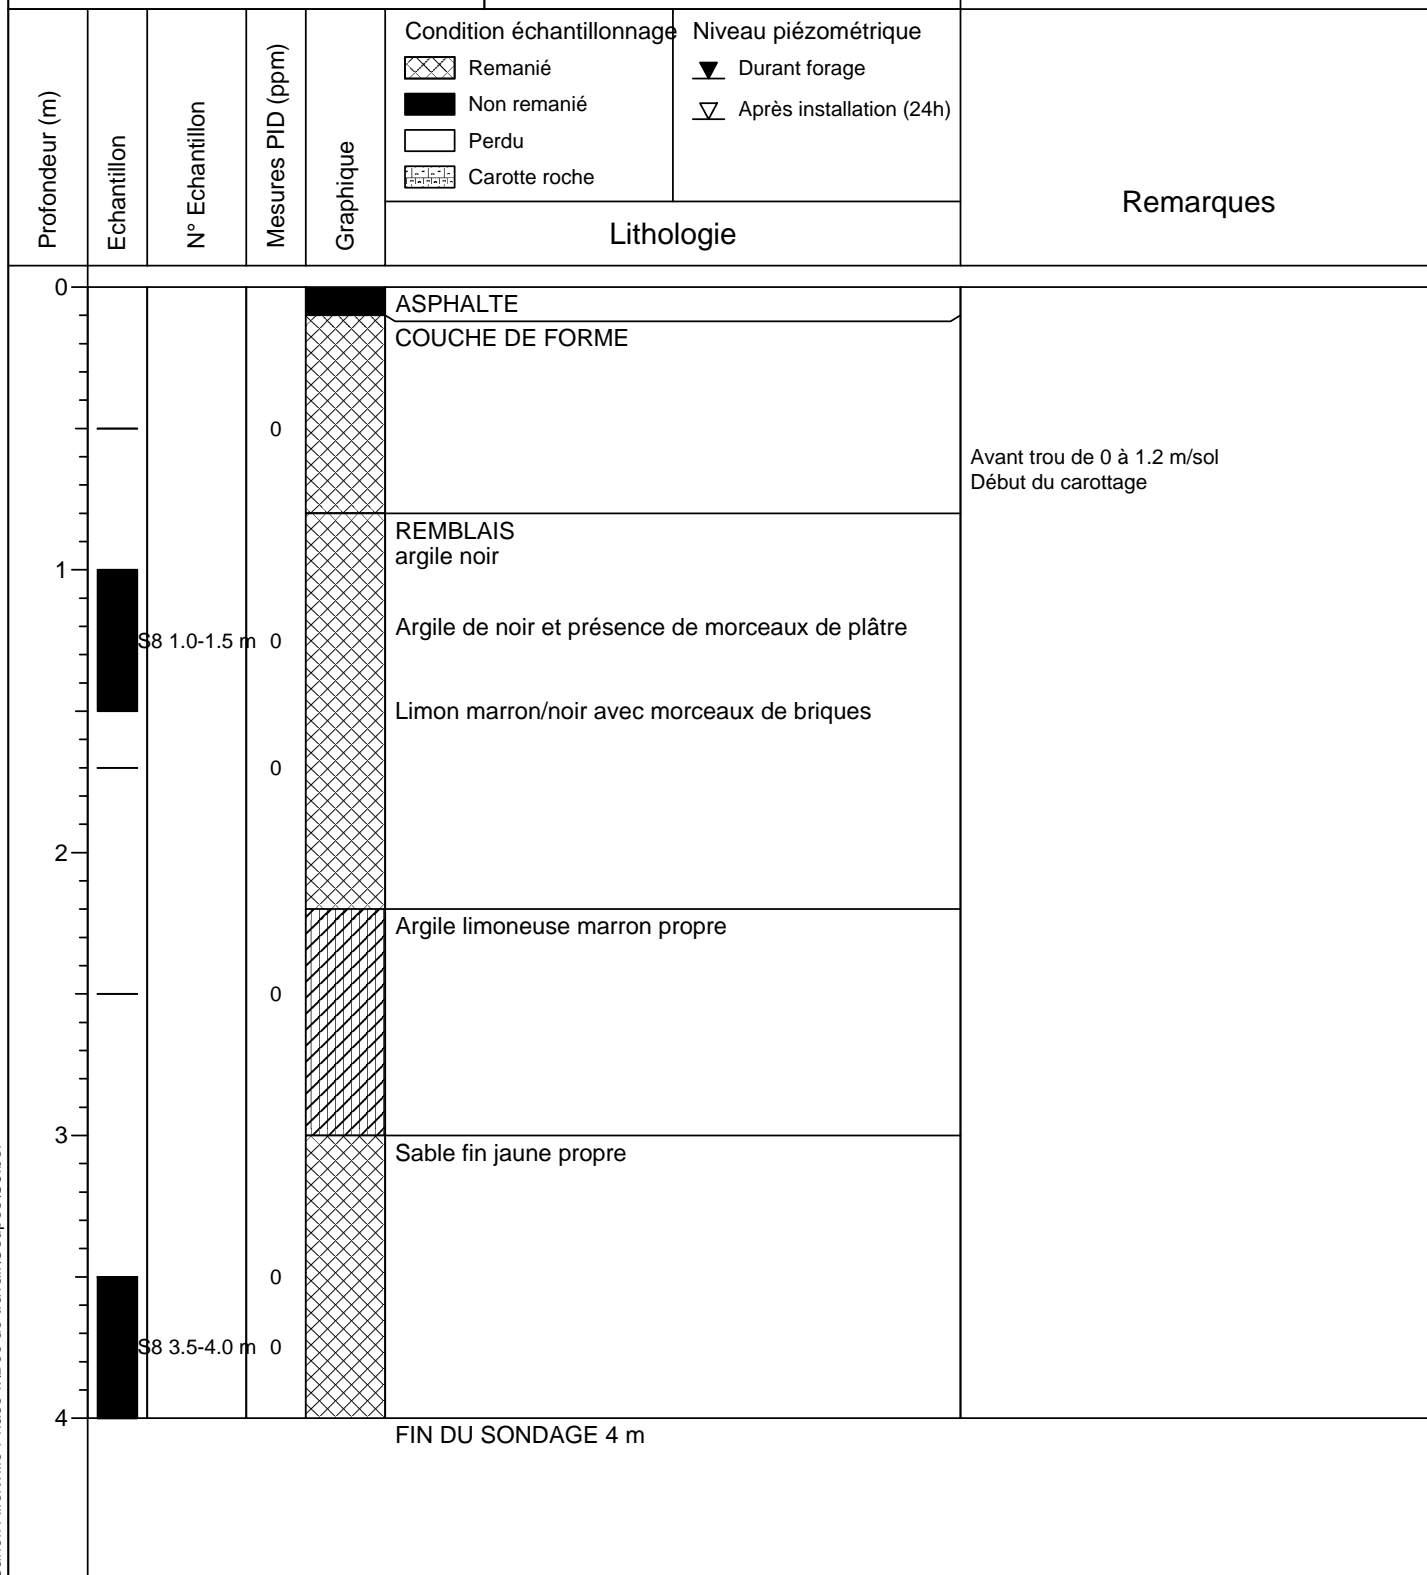 Condition échantillonnage
Remanié
Non remanié
Perdu
Carotte roche
Niveau piézométrique
Durant forage
Après installation (24h)
Profondeur (m)
Echantillon
N° Echantillon
Mesures PID (ppm)
Graphique
Lithologie
Remarques
0
ASPHALTE
COUCHE DE FORME
0
Avant trou de 0 à 1.2 m/sol
Début du carottage
REMBLAIS
argile noir
1
Argile de noir et présence de morceaux de plâtre
S8 1.0-1.5 m 0
Limon marron/noir avec morceaux de briques
0
2
Argile limoneuse marron propre
0
3
Sable fin jaune propre
0
S8 3.5-4.0 m 0
4
FIN DU SONDAGE 4 m